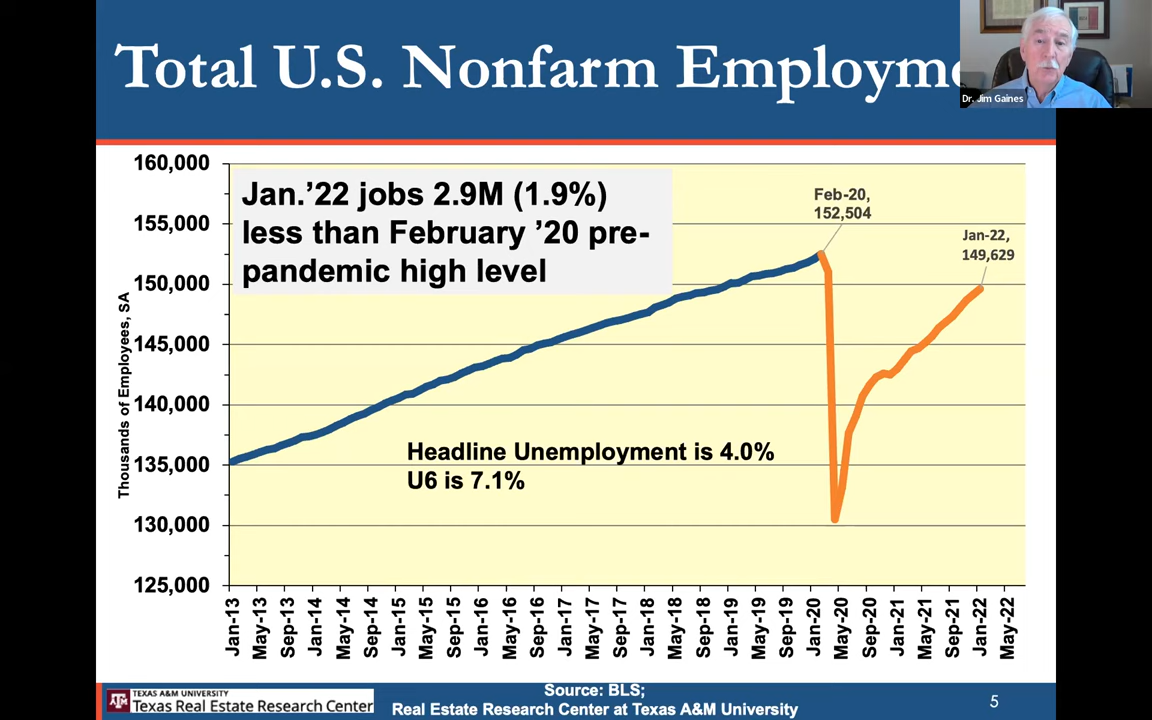 Total U.S. Nonfarm Employme
Dr. Jim Gaines
Jan.’22 jobs 2.9M (1.9%)
less than February ’20 pre-
pandemic high level
Feb-20,
152,504
Jan-22,
149,629
Headline Unemployment is 4.0%
U6 is 7.1%
Thousands of Employees, SA
160,000
155,000
150,000
145,000
140,000
135,000
130,000
125,000
Jan-13
May-13
Sep-13
Jan-14
May-14
Sep-14
Jan-15
May-15
Sep-15
Jan-16
May-16
Sep-16
Jan-17
May-17
Sep-17
Jan-18
May-18
Sep-18
Jan-19
May-19
Sep-19
Jan-20
May-20
Sep-20
Jan-21
May-21
Sep-21
Jan-22
May-22
ATM
TEXAS A&M UNIVERSITY
Texas Real Estate Research Center
Source: BLS;
Real Estate Research Center at Texas A&M University
5